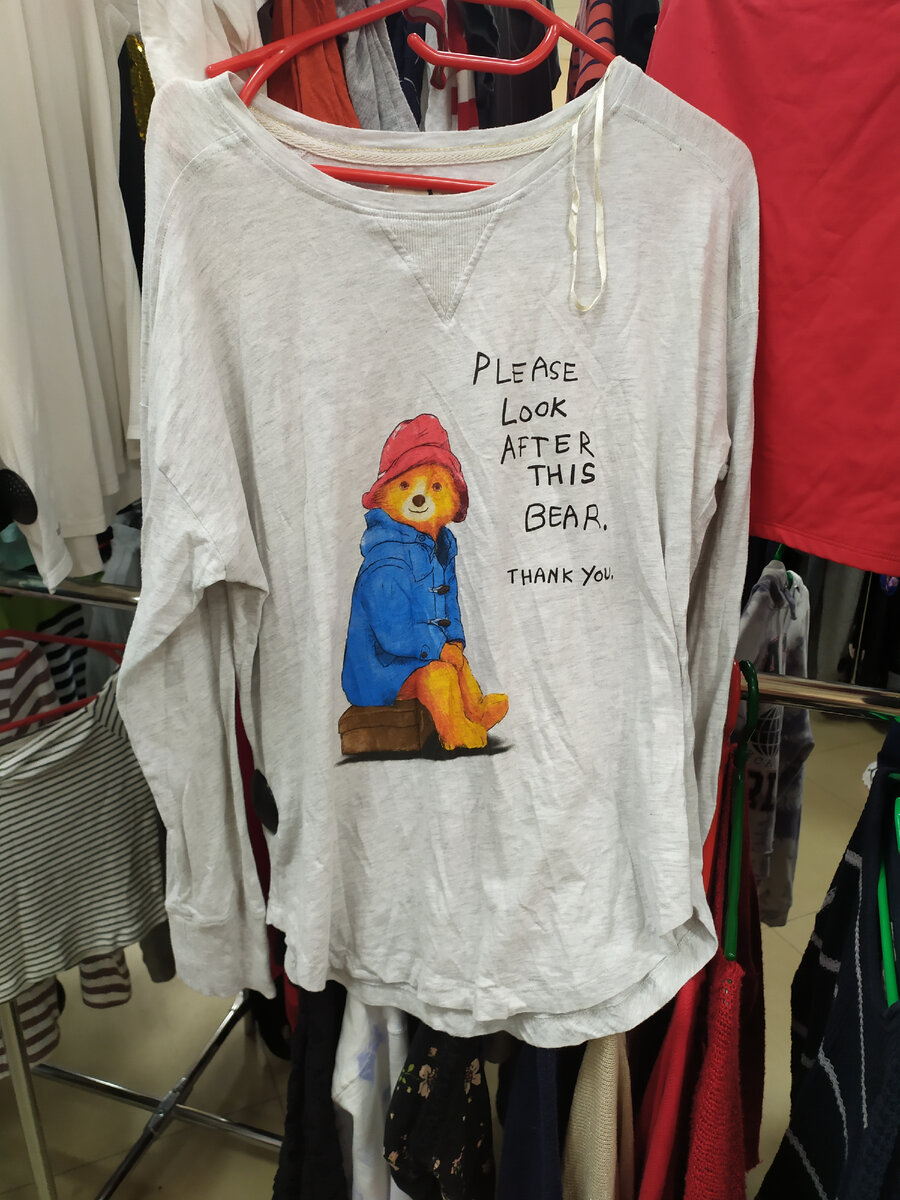 PLEASE
LOOK
AFTER
THIS
BEAR.
THANK YOU.